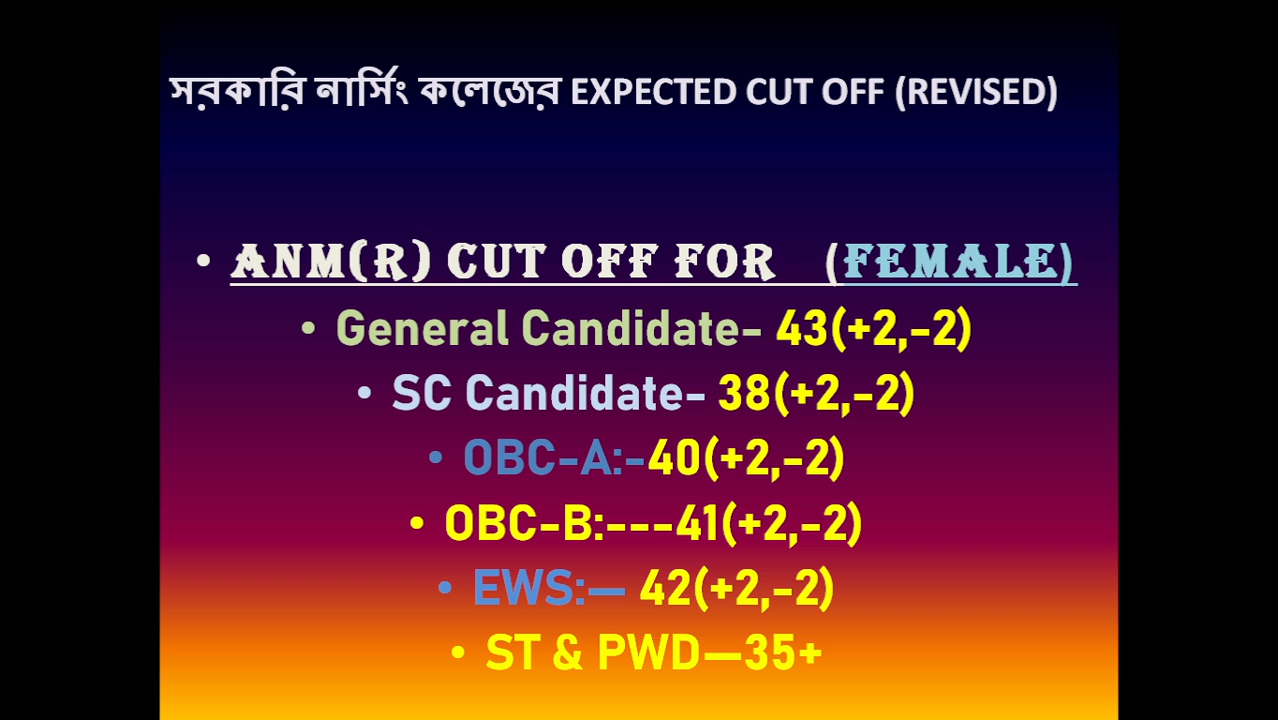 সরকারি নার্সিং কলেজের EXPECTED CUT OFF (REVISED)
• ANM(R) CUT OFF FOR (FEMALE)
• General Candidate- 43(+2,-2)
• SC Candidate- 38(+2,-2)
• OBC-A:-40(+2,-2)
• OBC-B:---41(+2,-2)
• EWS:— 42(+2,-2)
• ST & PWD—35+